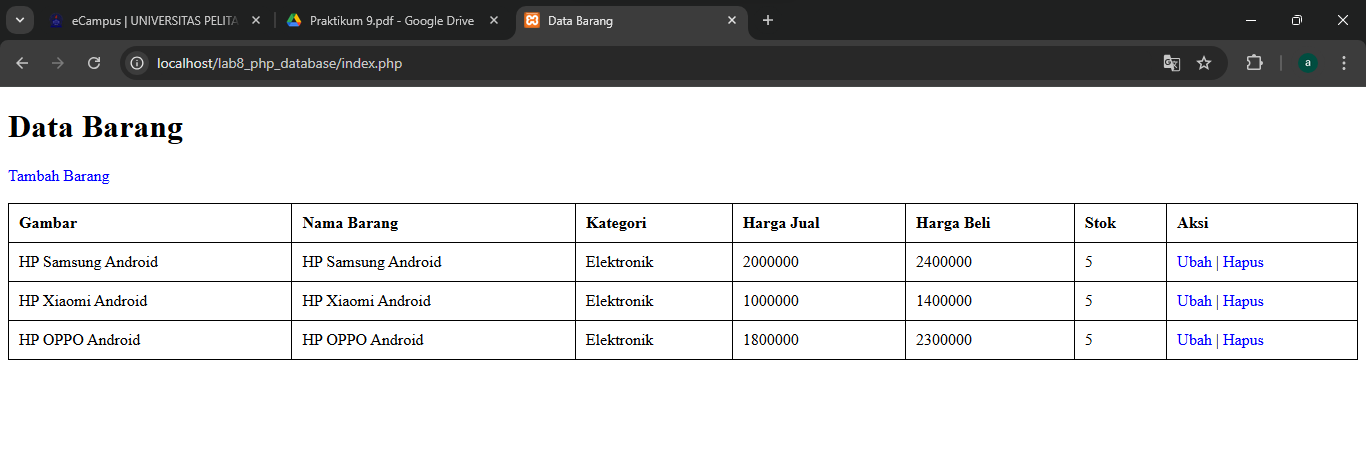 eCampus | UNIVERSITAS PELITA
Praktikum 9.pdf - Google Drive
Data Barang
localhost/lab8_php_database/index.php
a
Data Barang
Tambah Barang
Gambar Nama Barang Kategori Harga Jual Harga Beli Stok Aksi
HP Samsung Android HP Samsung Android Elektronik 2000000 2400000 5 Ubah | Hapus
HP Xiaomi Android HP Xiaomi Android Elektronik 1000000 1400000 5 Ubah | Hapus
HP OPPO Android HP OPPO Android Elektronik 1800000 2300000 5 Ubah | Hapus